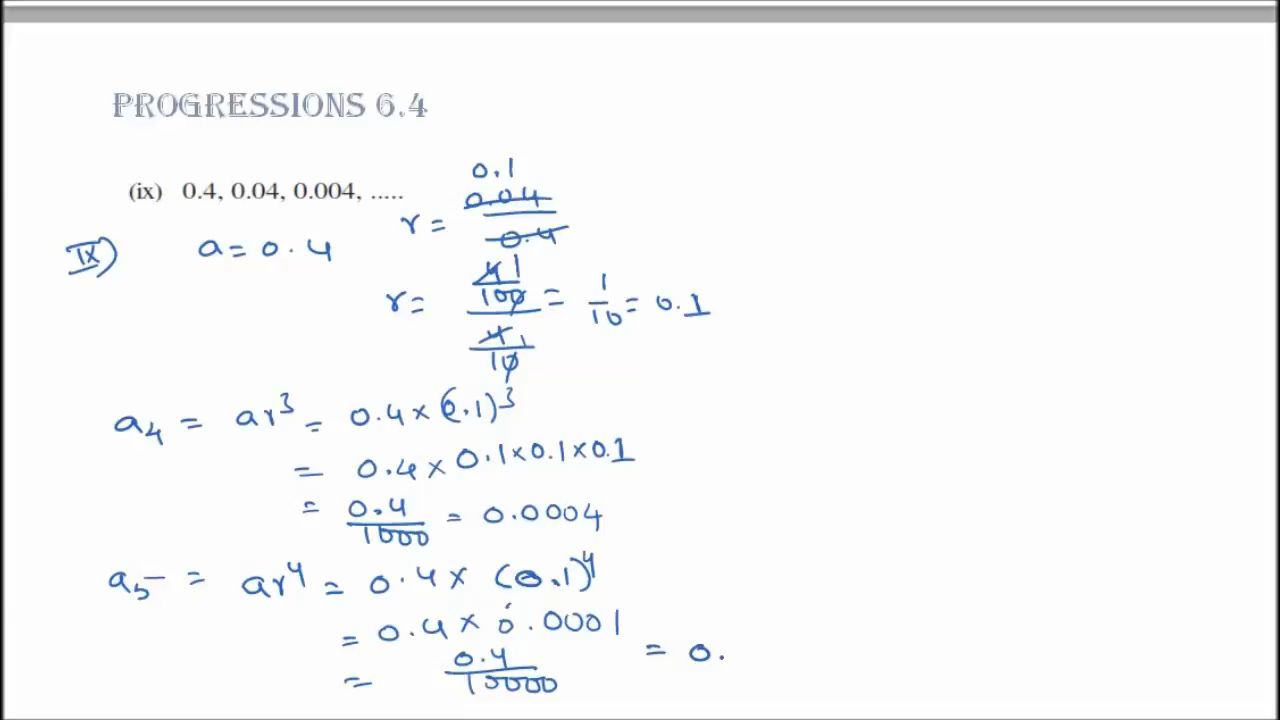 PROGRESSIONS 6.4
(ix) 0.4, 0.04, 0.004, .....
IX) a = 0.4
r = 0.04 / 0.4
0.1
r = 4/100 / 4/10 = 1/10 = 0.1
1
1
a₄ = ar³ = 0.4 × (0.1)³
= 0.4 × 0.1 × 0.1 × 0.1
= 0.4/1000 = 0.0004
a₅ = ar⁴ = 0.4 × (0.1)⁴
= 0.4 × 0.0001
= 0.4/10000 = 0.